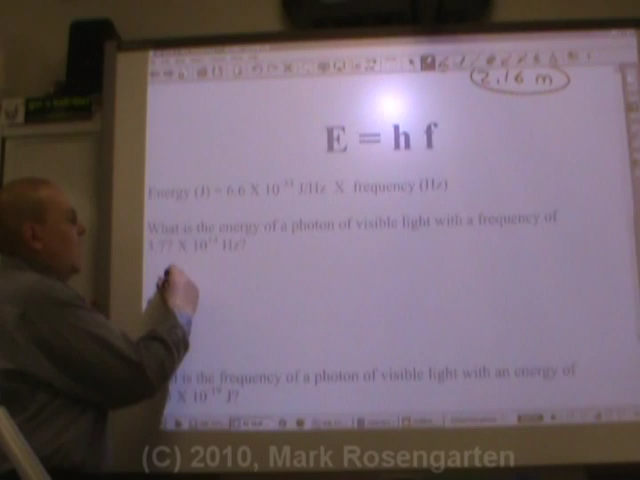 2.16 m
E = h f
Energy (J) = 6.6 X 10 J/Hz X frequency (Hz)
What is the energy of a photon of visible light with a frequency of
X 10 Hz?
is the frequency of a photon of visible light with an energy of
X 10 J?
(C) 2010, Mark Rosengarten